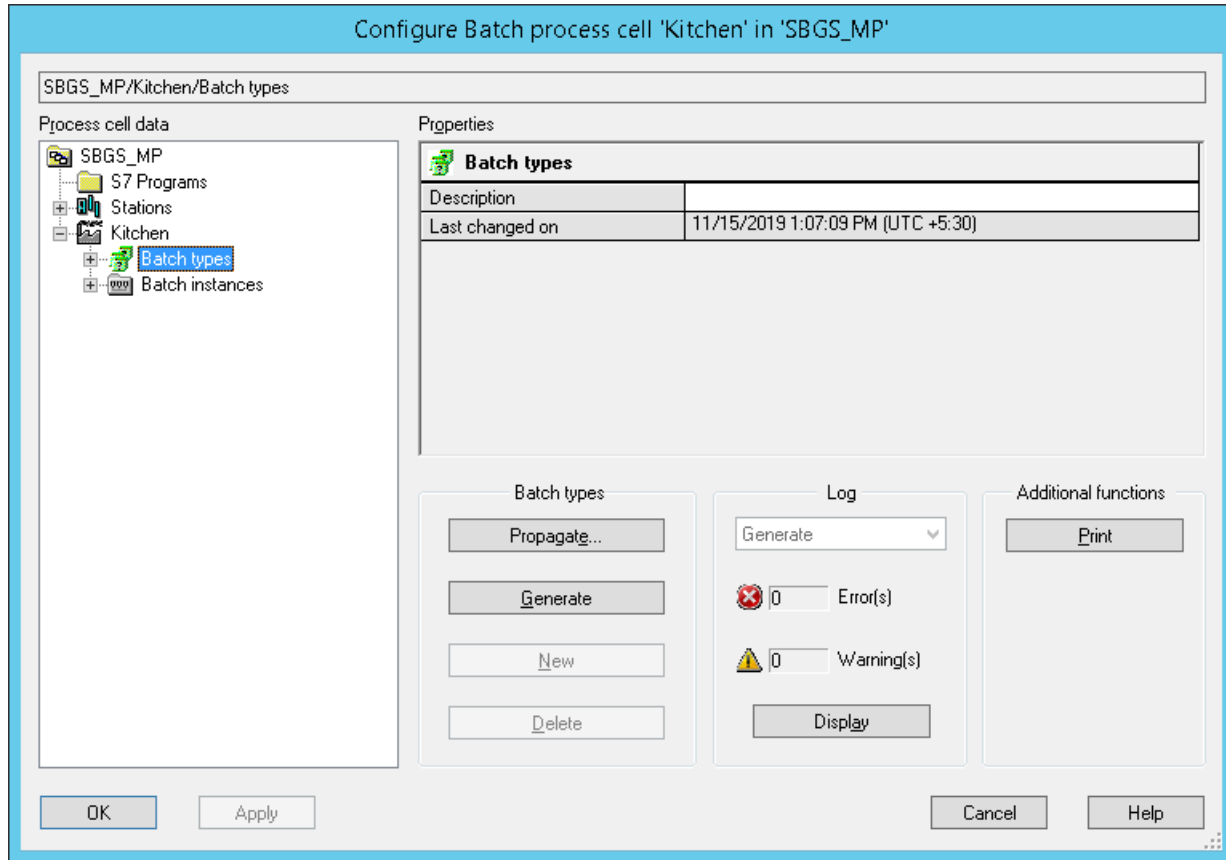 Configure Batch process cell 'Kitchen' in 'SBGS_MP'
SBGS_MP/Kitchen/Batch types
Process cell data
SBGS_MP
S7 Programs
Stations
Kitchen
Batch types
Batch instances
Properties
Batch types
Description
Last changed on 11/15/2019 1:07:09 PM (UTC +5:30)
Batch types
Propagate...
Generate
New
Delete
Log
Generate
0 Error(s)
0 Warning(s)
Display
Additional functions
Print
OK
Apply
Cancel
Help